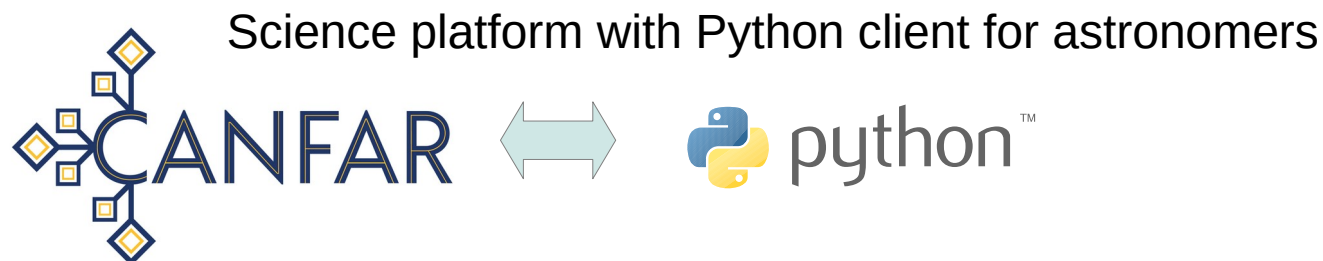 Science platform with Python client for astronomers
CANFAR
python™